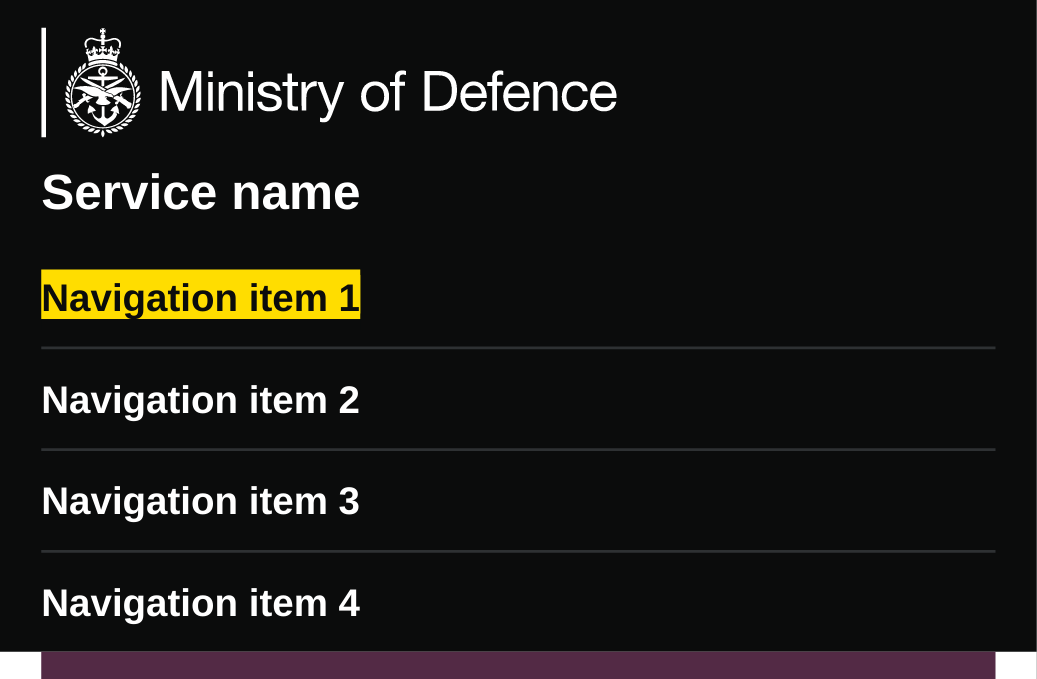 Ministry of Defence
Service name
Navigation item 1
Navigation item 2
Navigation item 3
Navigation item 4